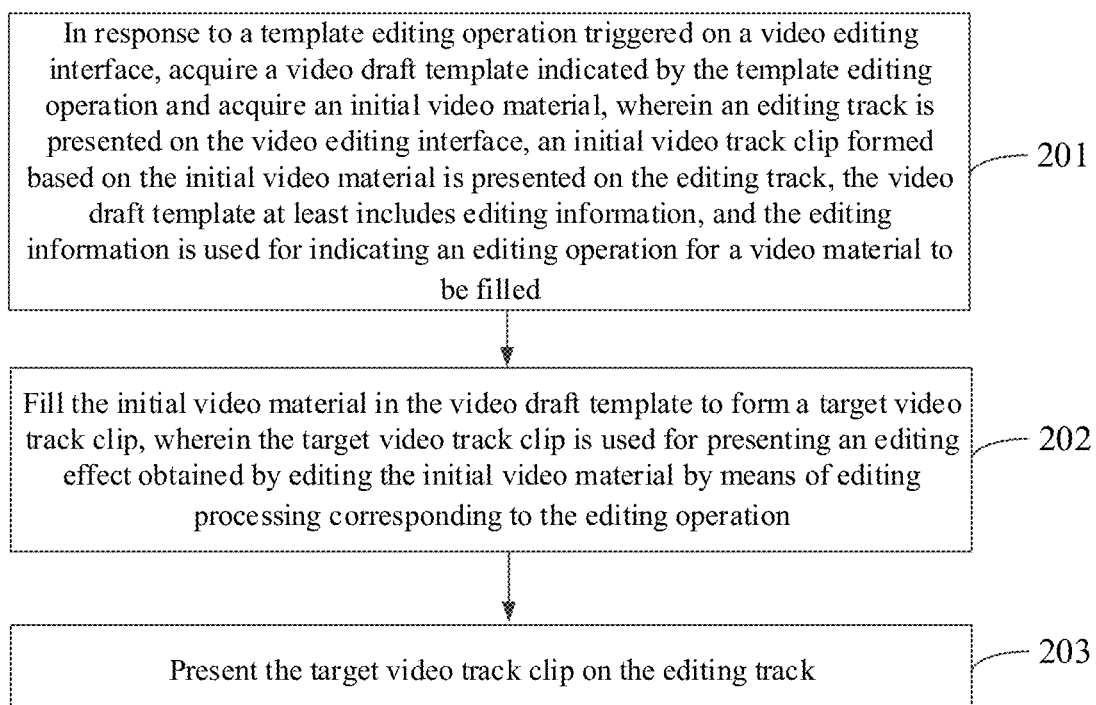 In response to a template editing operation triggered on a video editing
interface, acquire a video draft template indicated by the template editing
operation and acquire an initial video material, wherein an editing track is
presented on the video editing interface, an initial video track clip formed
based on the initial video material is presented on the editing track, the video
draft template at least includes editing information, and the editing
information is used for indicating an editing operation for a video material to
be filled
201
Fill the initial video material in the video draft template to form a target video
track clip, wherein the target video track clip is used for presenting an editing
effect obtained by editing the initial video material by means of editing
processing corresponding to the editing operation
202
Present the target video track clip on the editing track
203